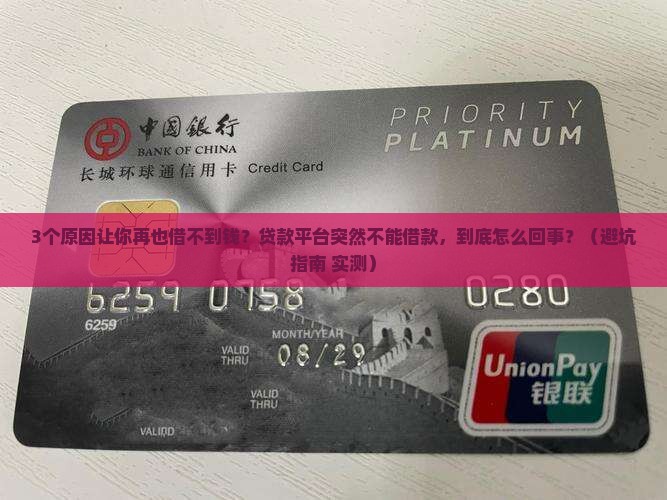 中国银行
BANK OF CHINA
长城环球通信用卡 Credit Card
PRIORITY
PLATINUM
3个原因让你再也借不到钱？贷款平台突然不能借款，到底怎么回事？（避坑
指南 实测）
6259 0758 0280
6259
MONTH/YEAR
VALID
THRU
08/29
VALID
THRU
VALID
UnionPay
银联